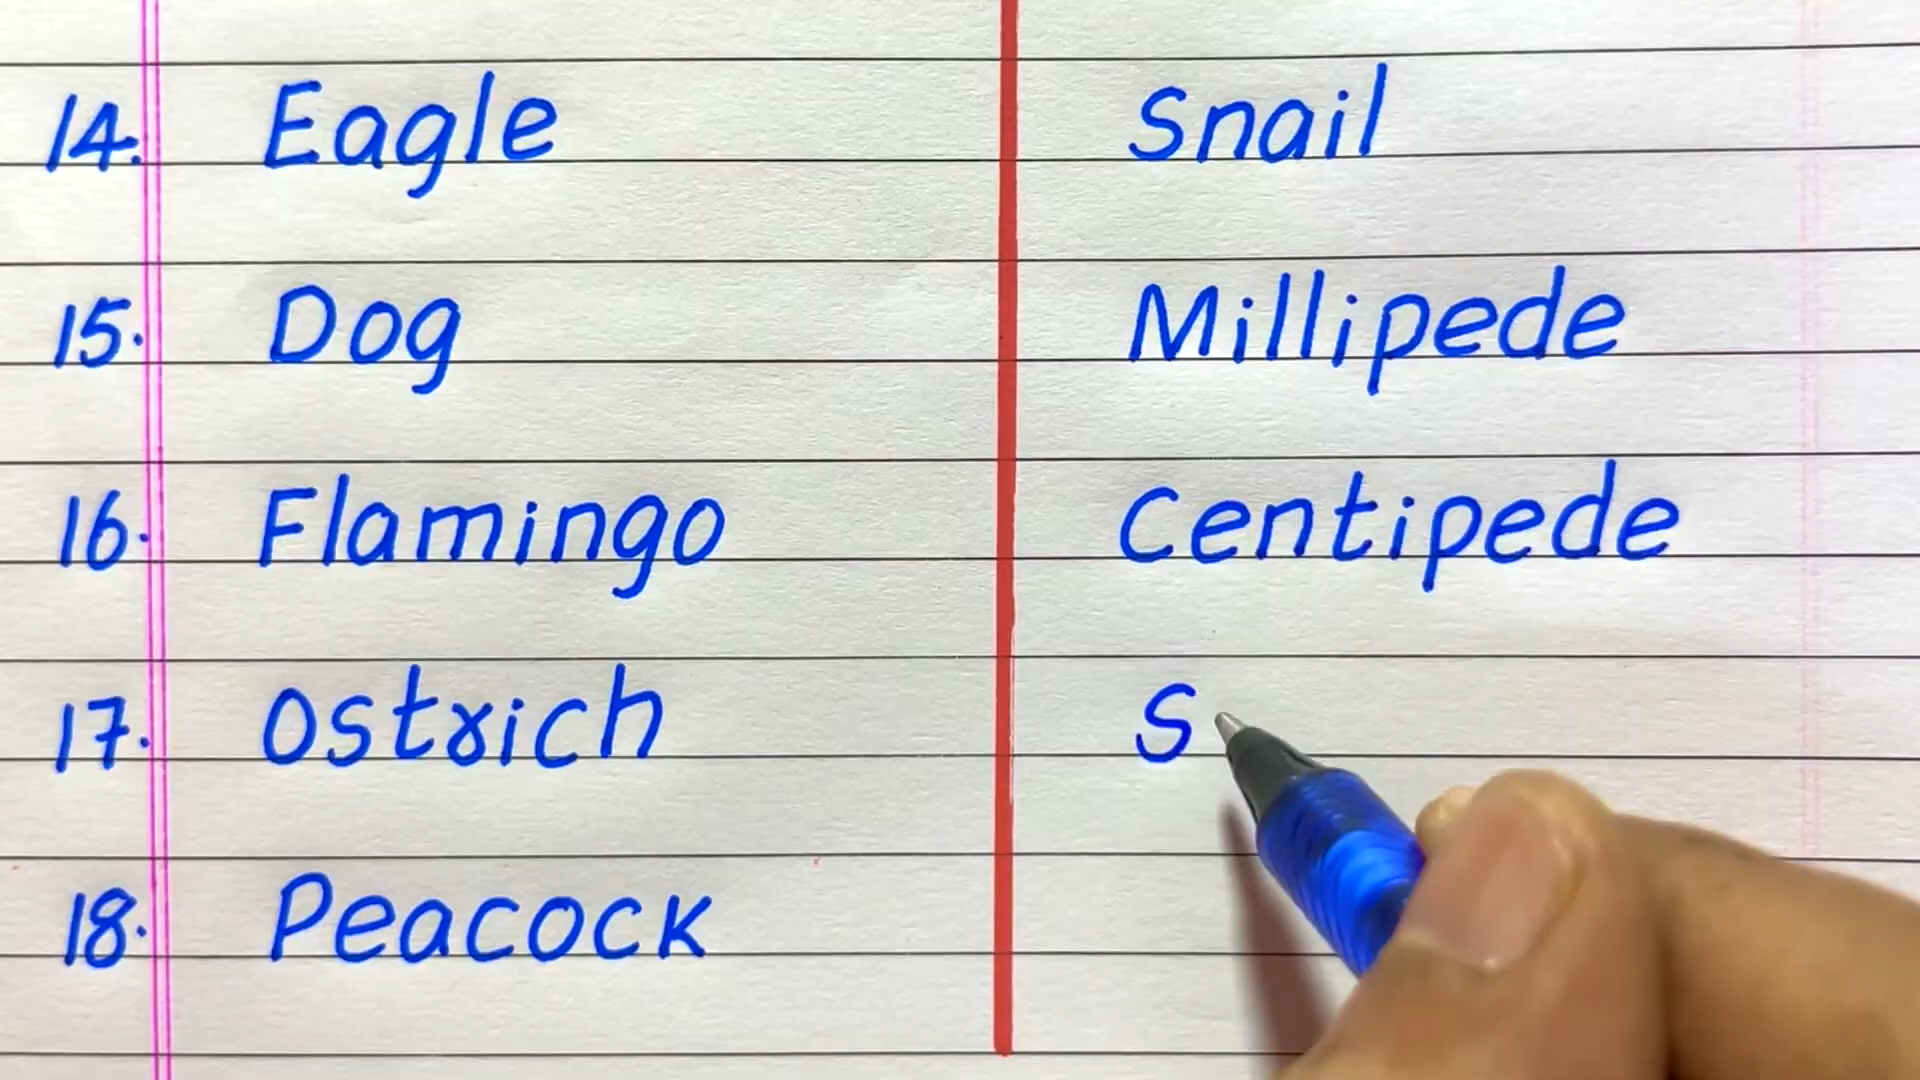 14. Eagle Snail
15. Dog Millipede
16. Flamingo Centipede
17. Ostrich S
18. Peacock